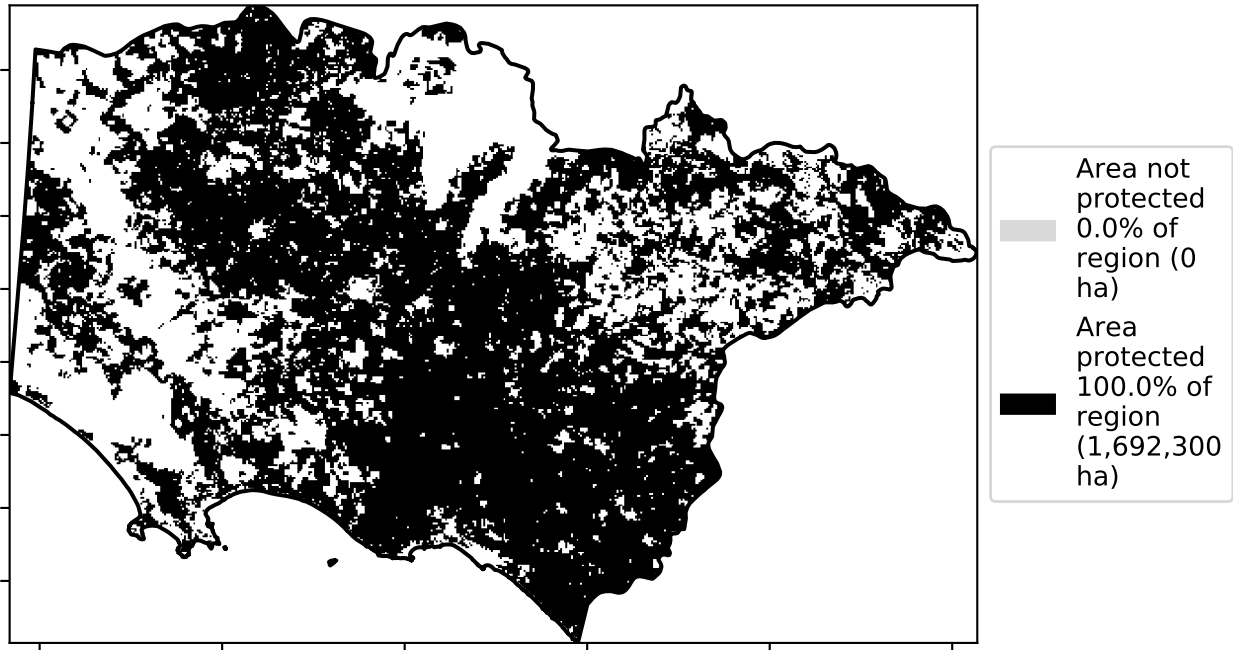 Area not
protected
0.0% of
region (0
ha)
Area
protected
100.0% of
region
(1,692,300
ha)